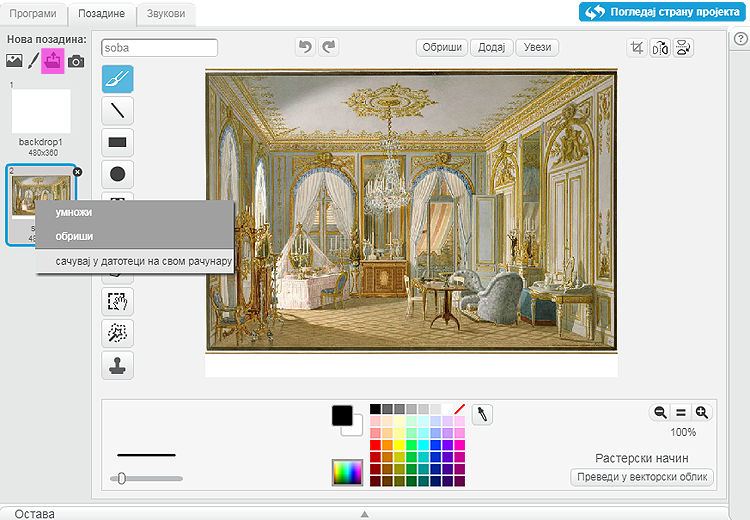 Програми
Позадине
Звукови
Погледај страну пројекта
Нова позадина:
soba
Обриши
Додај
Увези
?
1
backdrop1
480x360
2
умножи
обриши
сачувај у датотеци на свом рачунару
100%
Растерски начин
Преведи у векторски облик
Остава